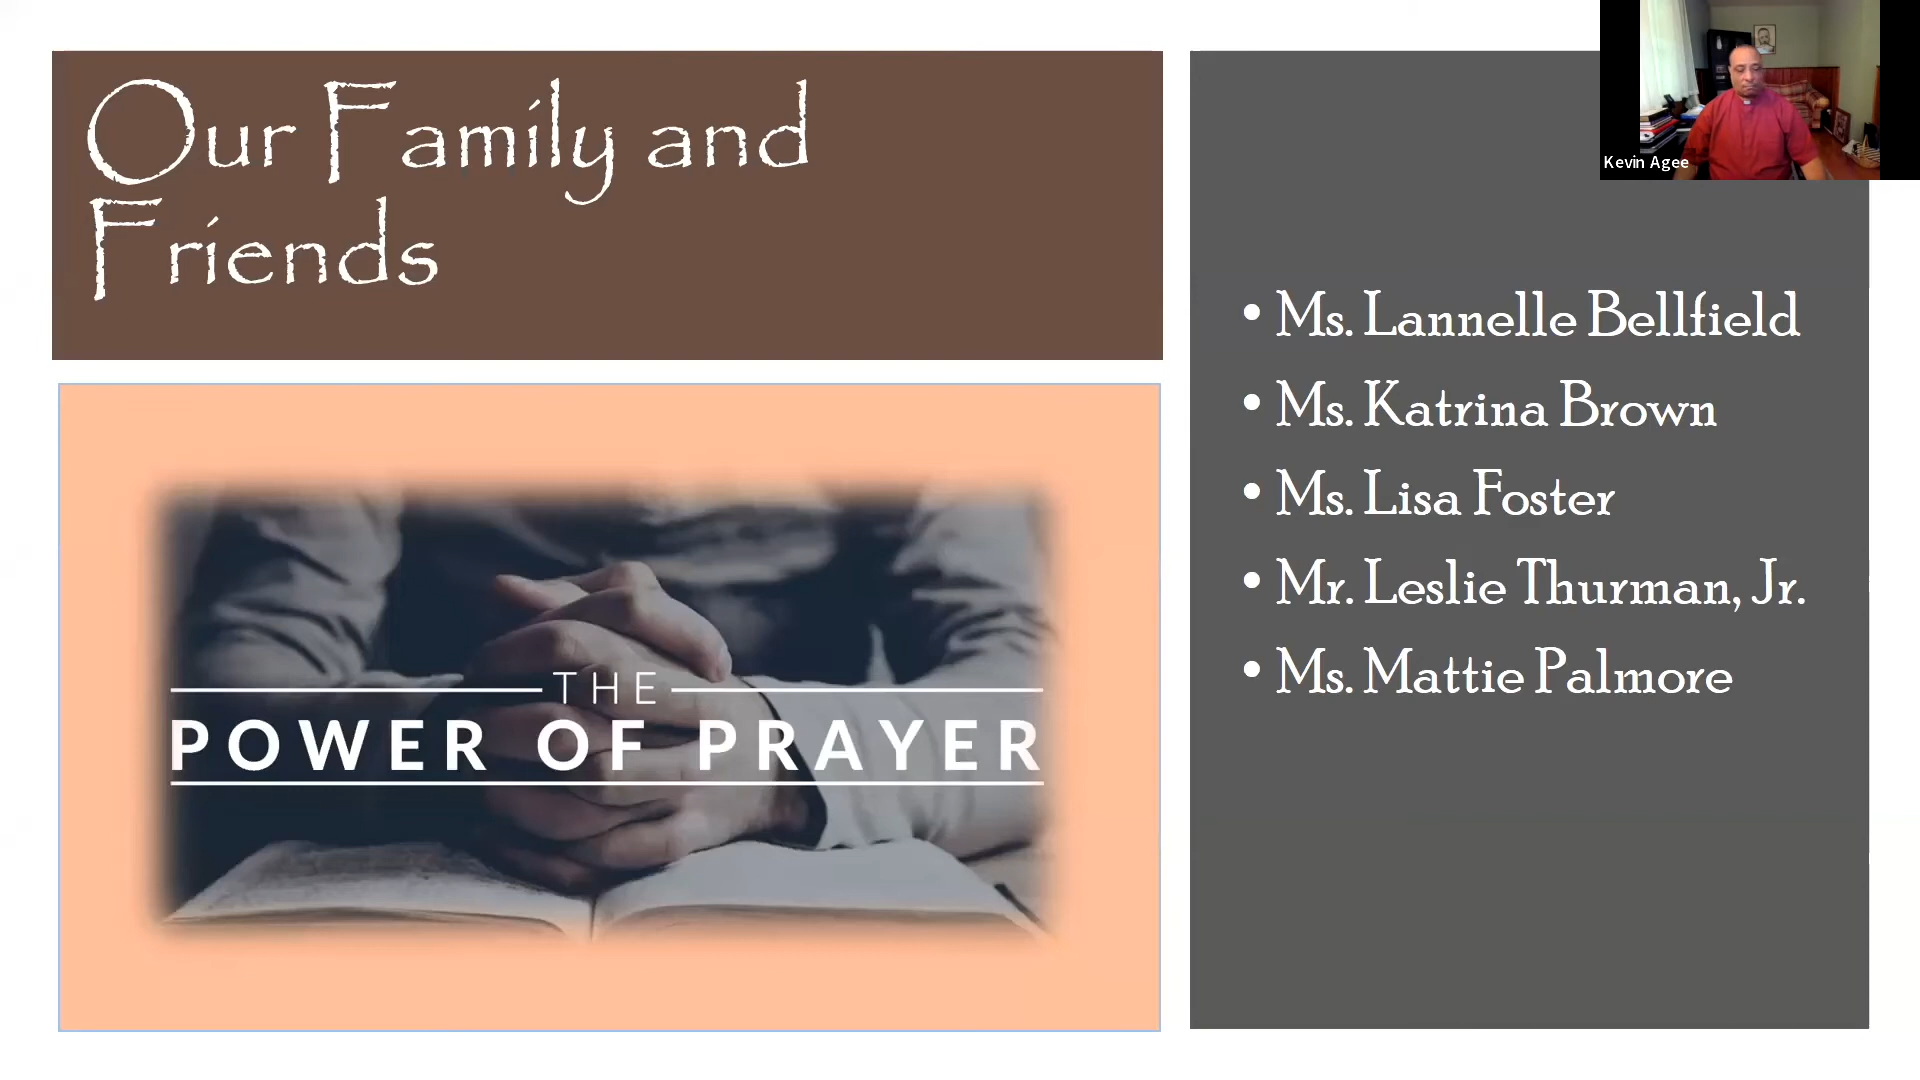 Our Family and
Friends
THE
POWER OF PRAYER
• Ms. Lannelle Bellfield
• Ms. Katrina Brown
• Ms. Lisa Foster
• Mr. Leslie Thurman, Jr.
• Ms. Mattie Palmore
Kevin Agee